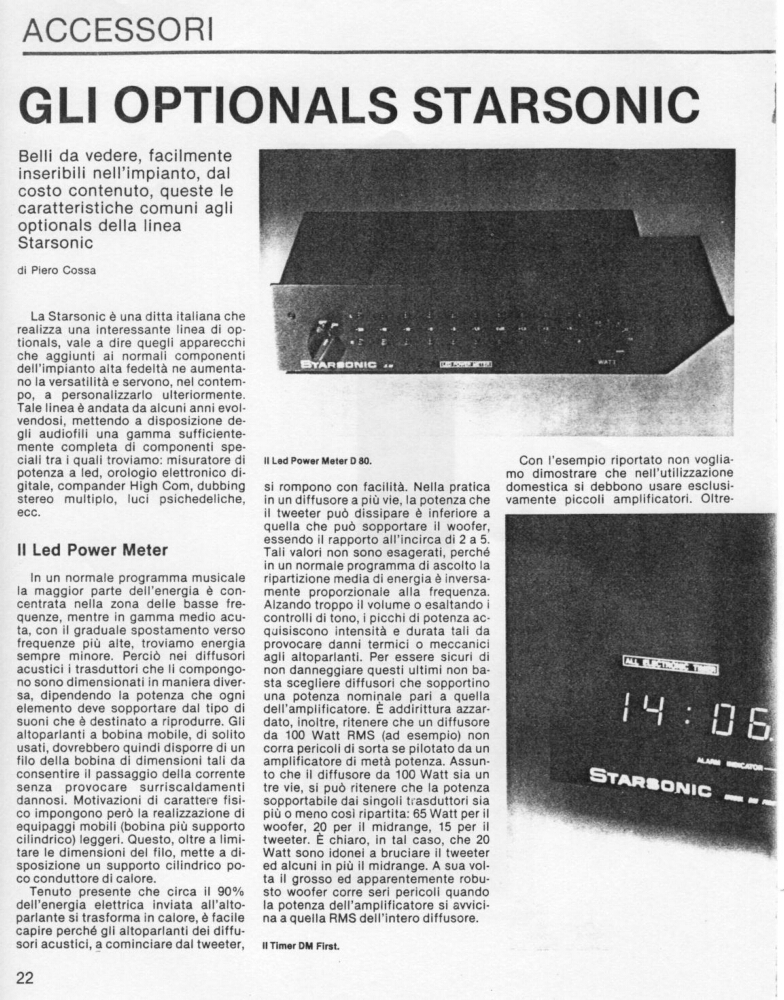 ACCESSORI
GLI OPTIONALS STARSONIC
Belli da vedere, facilmente
inseribili nell'impianto, dal
costo contenuto, queste le
caratteristiche comuni agli
optionals della linea
Starsonic
di Piero Cossa
La Starsonic è una ditta italiana che
realizza una interessante linea di op-
tionals, vale a dire quegli apparecchi
che aggiunti ai normali componenti
dell'impianto alta fedeltà ne aumenta-
no la versatilità e servono, nel contem-
po, a personalizzarlo ulteriormente.
Tale linea è andata da alcuni anni evol-
vendosi, mettendo a disposizione de-
gli audiofili una gamma sufficiente-
mente completa di componenti spe-
ciali tra i quali troviamo: misuratore di
potenza a led, orologio elettronico di-
gitale, compander High Com, dubbing
stereo multiplo, luci psichedeliche,
ecc.
Il Led Power Meter
In un normale programma musicale
la maggior parte dell'energia è con-
centrata nella zona delle basse fre-
quenze, mentre in gamma medio acu-
ta, con il graduale spostamento verso
frequenze più alte, troviamo energia
sempre minore. Perciò nei diffusori
acustici i trasduttori che li compongo-
no sono dimensionati in maniera diver-
sa, dipendendo la potenza che ogni
elemento deve sopportare dal tipo di
suoni che è destinato a riprodurre. Gli
altoparlanti a bobina mobile, di solito
usati, dovrebbero quindi disporre di un
filo della bobina di dimensioni tali da
consentire il passaggio della corrente
senza provocare surriscaldamenti
dannosi. Motivazioni di carattere fisi-
co impongono però la realizzazione di
equipaggi mobili (bobina più supporto
cilindrico) leggeri. Questo, oltre a limi-
tare le dimensioni del filo, mette a di-
sposizione un supporto cilindrico po-
co conduttore di calore.
Tenuto presente che circa il 90%
dell'energia elettrica inviata all'alto-
parlante si trasforma in calore, è facile
capire perché gli altoparlanti dei diffu-
sori acustici, a cominciare dal tweeter,
22
STARSONIC
LED POWER METER
WATT
Il Led Power Meter D 80.
si rompono con facilità. Nella pratica
in un diffusore a più vie, la potenza che
il tweeter può dissipare è inferiore a
quella che può sopportare il woofer,
essendo il rapporto all'incirca di 2 a 5.
Tali valori non sono esagerati, perché
in un normale programma di ascolto la
ripartizione media di energia è inversa-
mente proporzionale alla frequenza.
Alzando troppo il volume o esaltando i
controlli di tono, i picchi di potenza ac-
quisiscono intensità e durata tali da
provocare danni termici o meccanici
agli altoparlanti. Per essere sicuri di
non danneggiare questi ultimi non ba-
sta scegliere diffusori che sopportino
una potenza nominale pari a quella
dell'amplificatore. È addirittura azzar-
dato, inoltre, ritenere che un diffusore
da 100 Watt RMS (ad esempio) non
corra pericoli di sorta se pilotato da un
amplificatore di metà potenza. Assun-
to che il diffusore da 100 Watt sia un
tre vie, si può ritenere che la potenza
sopportabile dai singoli trasduttori sia
più o meno così ripartita: 65 Watt per il
woofer, 20 per il midrange, 15 per il
tweeter. È chiaro, in tal caso, che 20
Watt sono idonei a bruciare il tweeter
ed alcuni in più il midrange. A sua vol-
ta il grosso ed apparentemente robu-
sto woofer corre seri pericoli quando
la potenza dell'amplificatore si avvici-
na a quella RMS dell'intero diffusore.
Il Timer DM First.
Con l'esempio riportato non voglia-
mo dimostrare che nell'utilizzazione
domestica si debbono usare esclusi-
vamente piccoli amplificatori. Oltre-
ALL ELECTRONIC TIMER
14:06
ALARM INDICATOR
STARSONIC